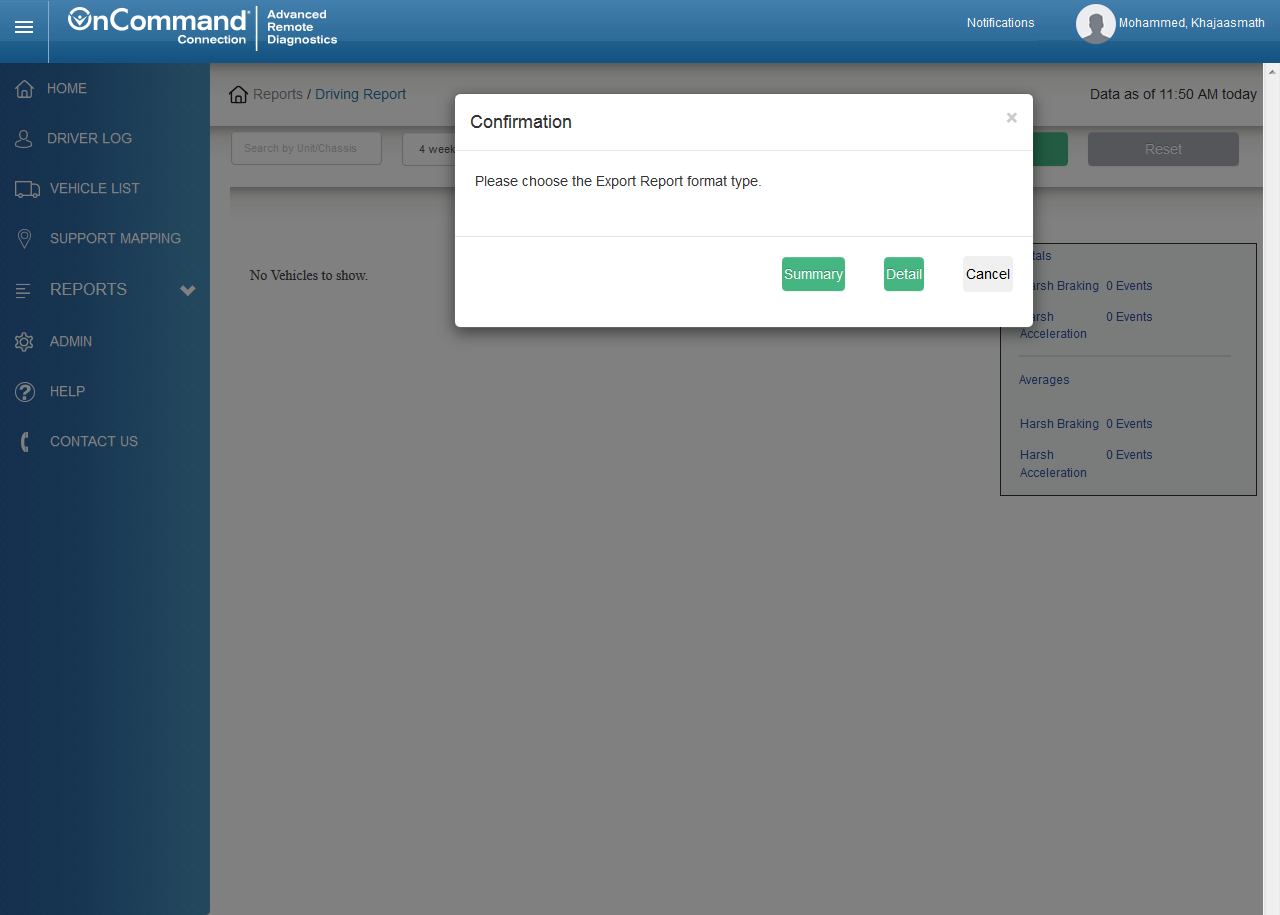 OnCommand®
Connection
Advanced
Remote
Diagnostics
Notifications
Mohammed, Khajaasmath
HOME
DRIVER LOG
VEHICLE LIST
SUPPORT MAPPING
REPORTS
ADMIN
HELP
CONTACT US
Reports / Driving Report
Data as of 11:50 AM today
Search by Unit/Chassis
4 week
Reset
Confirmation
×
Please choose the Export Report format type.
Summary
Detail
Cancel
No Vehicles to show.
Harsh Braking 0 Events
Acceleration 0 Events
Averages
Harsh Braking 0 Events
Harsh
Acceleration 0 Events